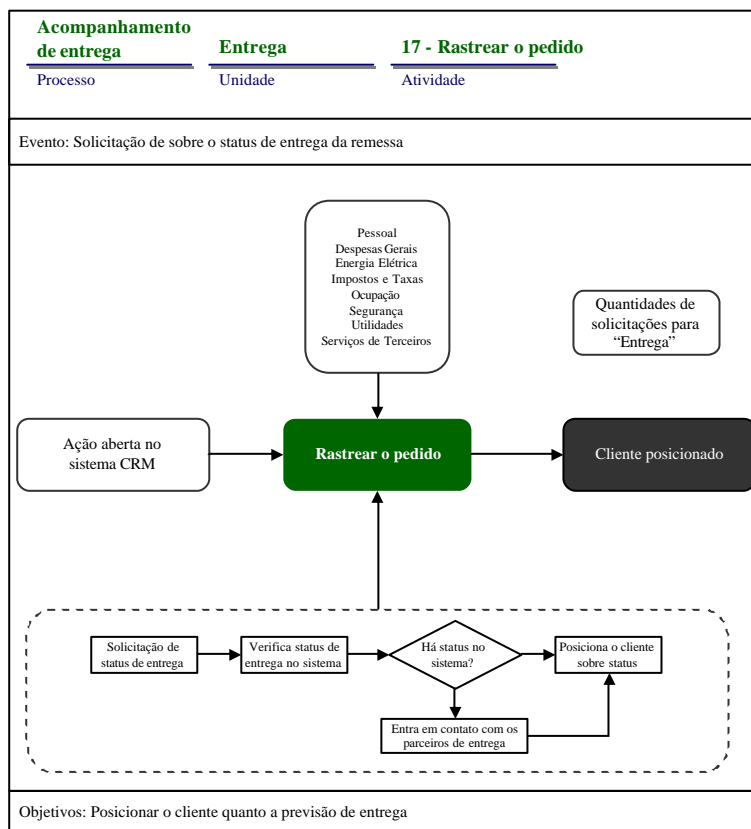 Acompanhamento
de entrega
Entrega
17 - Rastrear o pedido
Processo
Unidade
Atividade
Evento: Solicitação de sobre o status de entrega da remessa
Pessoal
Despesas Gerais
Energia Elétrica
Impostos e Taxas
Ocupação
Segurança
Utilidades
Serviços de Terceiros
Quantidades de
solicitações para
“Entrega”
Ação aberta no
sistema CRM
Rastrear o pedido
Cliente posicionado
Solicitação de
status de entrega
Verifica status de
entrega no sistema
Há status no
sistema?
Posiciona o cliente
sobre status
Entra em contato com os
parceiros de entrega
Objetivos: Posicionar o cliente quanto a previsão de entrega